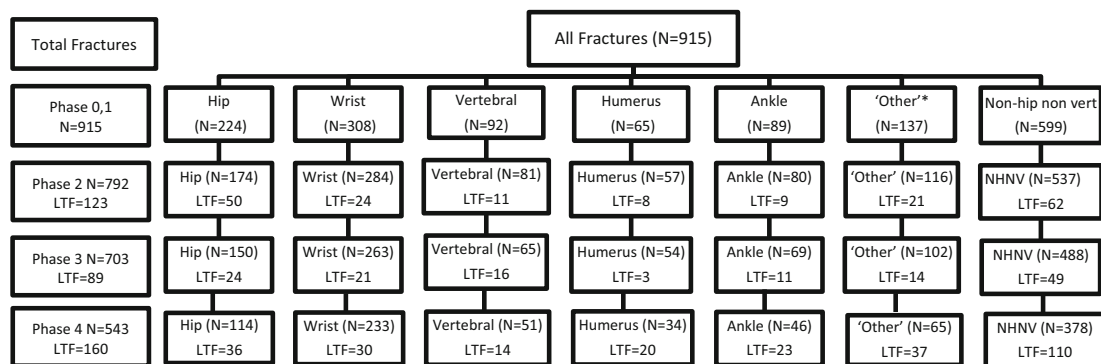 Total Fractures
All Fractures (N=915)
Phase 0,1
N=915
Hip
(N=224)
Wrist
(N=308)
Vertebral
(N=92)
Humerus
(N=65)
Ankle
(N=89)
‘Other’*
(N=137)
Non-hip non vert
(N=599)
Phase 2 N=792
LTF=123
Hip (N=174)
LTF=50
Wrist (N=284)
LTF=24
Vertebral (N=81)
LTF=11
Humerus (N=57)
LTF=8
Ankle (N=80)
LTF=9
‘Other’ (N=116)
LTF=21
NHNV (N=537)
LTF=62
Phase 3 N=703
LTF=89
Hip (N=150)
LTF=24
Wrist (N=263)
LTF=21
Vertebral (N=65)
LTF=16
Humerus (N=54)
LTF=3
Ankle (N=69)
LTF=11
‘Other’ (N=102)
LTF=14
NHNV (N=488)
LTF=49
Phase 4 N=543
LTF=160
Hip (N=114)
LTF=36
Wrist (N=233)
LTF=30
Vertebral (N=51)
LTF=14
Humerus (N=34)
LTF=20
Ankle (N=46)
LTF=23
‘Other’ (N=65)
LTF=37
NHNV (N=378)
LTF=110